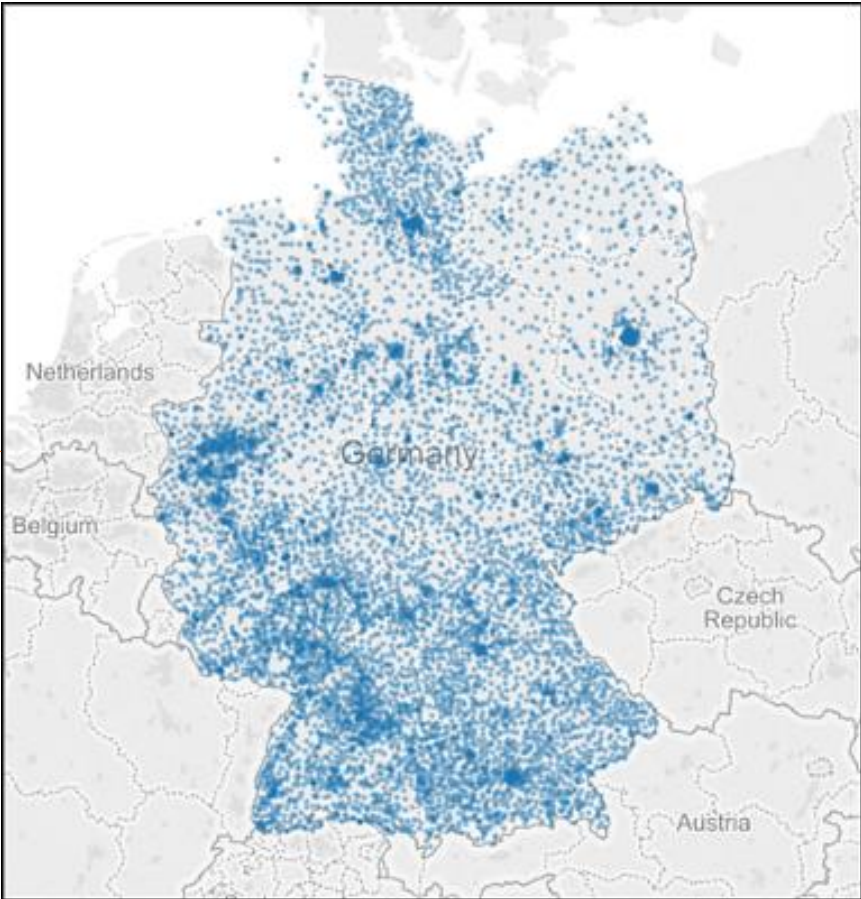 Netherlands
Germany
Belgium
Czech
Republic
Austria